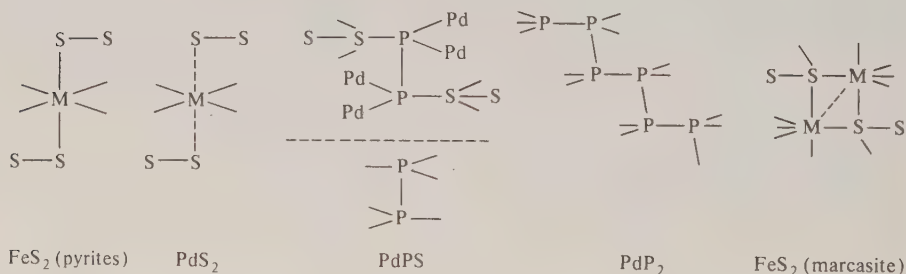 S—S
M
S—S
S—S
M
S—S
Pd
S—S—P
Pd
Pd
P—S—S
Pd
P
P
P—P
P—P
P—P
S—S M
M—S—S
FeS₂ (pyrites) PdS₂ PdPS PdP₂ FeS₂ (marcasite)